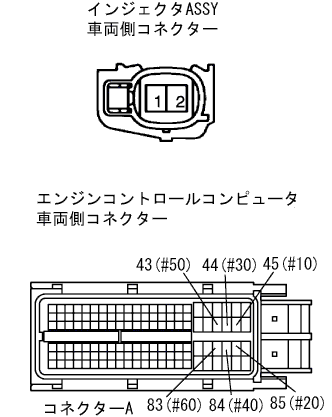 インジェクタASSY
車両側コネクター
1 2
エンジンコントロールコンピュータ
車両側コネクター
43(#50) 44(#30) 45(#10)
コネクターA 83(#60) 84(#40) 85(#20)